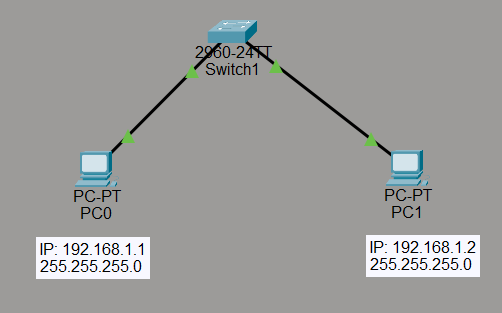 2960-24TT
Switch1
PC-PT
PC0
PC-PT
PC1
IP: 192.168.1.1
255.255.255.0
IP: 192.168.1.2
255.255.255.0